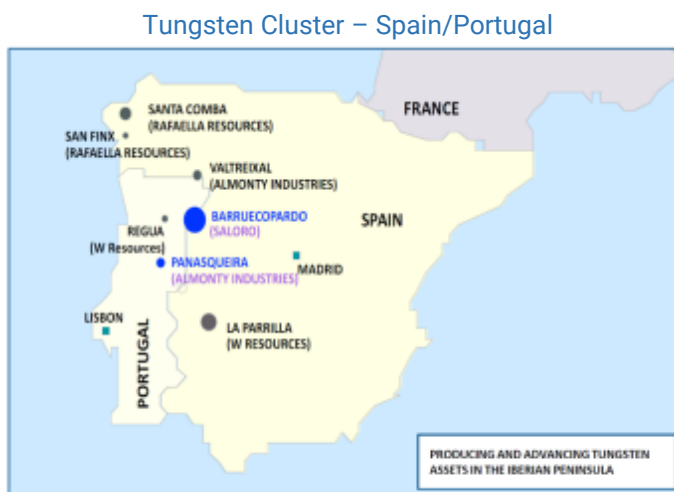 Tungsten Cluster – Spain/Portugal
FRANCE
SANTA COMBA
(RAFAELLA RESOURCES)
SAN FINX
(RAFAELLA RESOURCES)
VALTREIXAL
(ALMONTY INDUSTRIES)
BARRUECOPARDO
(SALORO)
SPAIN
REGUA
(W Resources)
PANASQUEIRA
(ALMONTY INDUSTRIES)
MADRID
LISBON
PORTUGAL
LA PARRILLA
(W RESOURCES)
PRODUCING AND ADVANCING TUNGSTEN
ASSETS IN THE IBERIAN PENINSULA